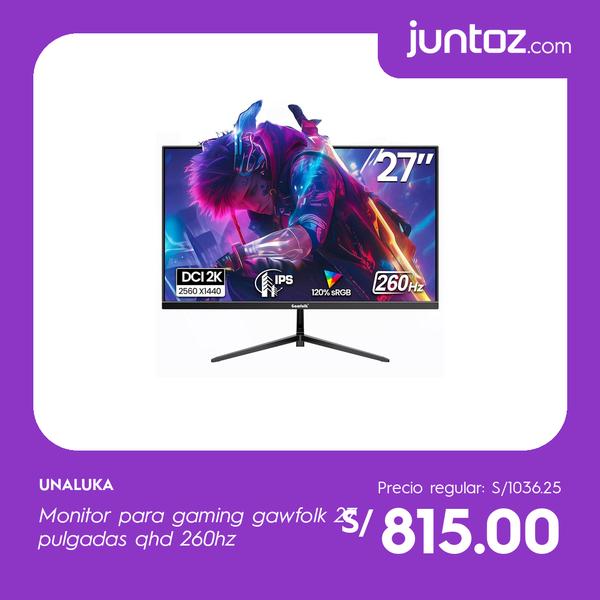 juntoz.com
27"
DCI 2K
2560 X1440
IPS
120% sRGB
260Hz
Gawfolk
UNALUKA
Precio regular: S/1036.25
Monitor para gaming gawfolk 27
pulgadas qhd 260hz
S/ 815.00